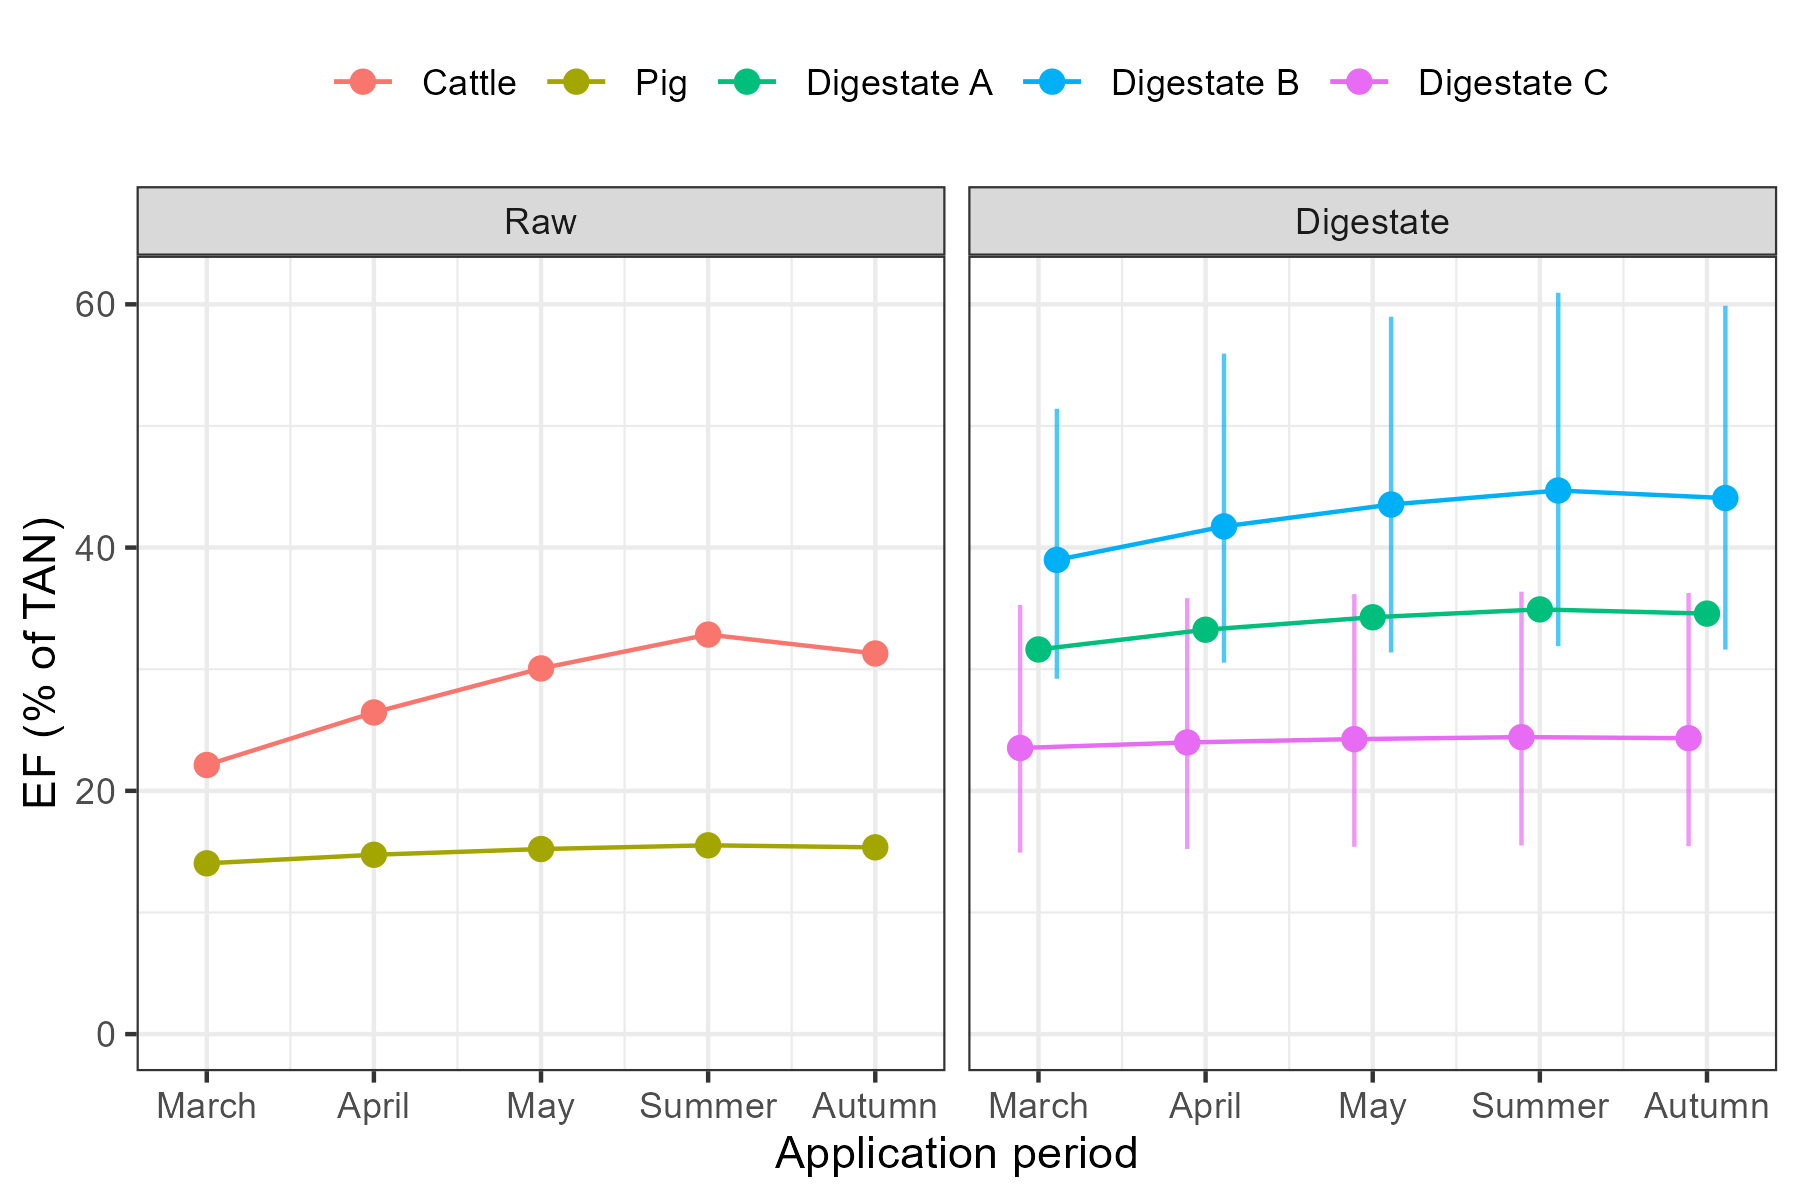 Cattle Pig Digestate A Digestate B Digestate C
Raw Digestate
EF (% of TAN)
60
40
20
0
March April May Summer Autumn March April May Summer Autumn
Application period